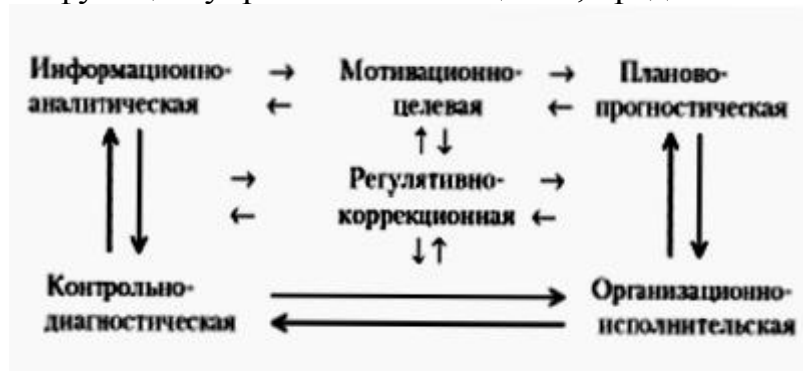 Информационно- → Мотивационно- → Планово-
аналитическая ← целевая ← прогностическая
↑↓
→ Регулятивно- →
← коррекционная ←
↓↑
Контрольно- Организационно-
диагностическая исполнительская